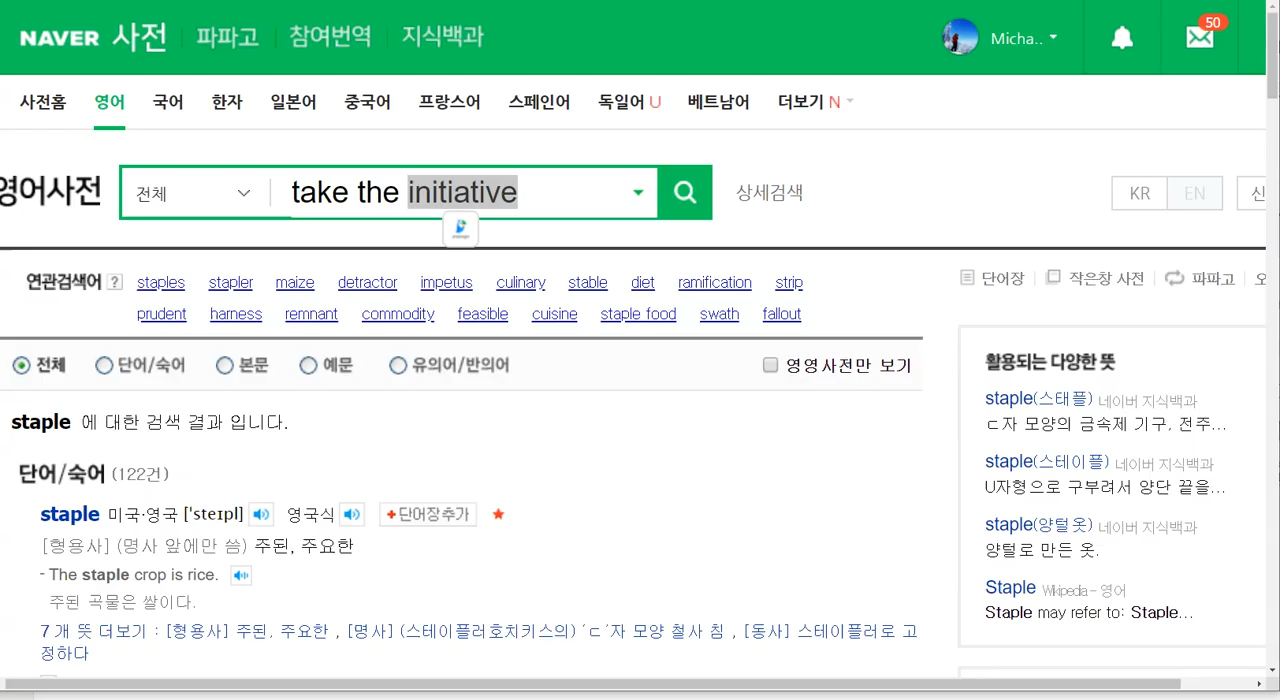 NAVER 사전 파파고 참여번역 지식백과 Micha.. 50
사전홈 영어 국어 한자 일본어 중국어 프랑스어 스페인어 독일어 U 베트남어 더보기 N
영어사전 전체 take the initiative 상세검색 KR EN 신
연관검색어 ? staples stapler maize detractor impetus culinary stable diet ramification strip
prudent harness remnant commodity feasible cuisine staple food swath fallout
단어장 작은창 사전 파파고 오
전체 단어/숙어 본문 예문 유의어/반의어 영영사전만 보기
staple 에 대한 검색 결과 입니다.
단어/숙어 (122건)
staple 미국·영국 ['steɪpl] 영국식 +단어장추가
[형용사] (명사 앞에만 씀) 주된, 주요한
- The staple crop is rice.
주된 곡물은 쌀이다.
7 개 뜻 더보기 : [형용사] 주된, 주요한 , [명사] (스테이플러호치키스의) ‘ㄷ’자 모양 철사 침 , [동사] 스테이플러로 고
정하다
활용되는 다양한 뜻
staple(스태플) 네이버 지식백과
ㄷ자 모양의 금속제 기구. 전주...
staple(스테이플) 네이버 지식백과
U자형으로 구부려서 양단 끝을...
staple(양털옷) 네이버 지식백과
양털로 만든 옷.
Staple Wikipedia - 영어
Staple may refer to: Staple...